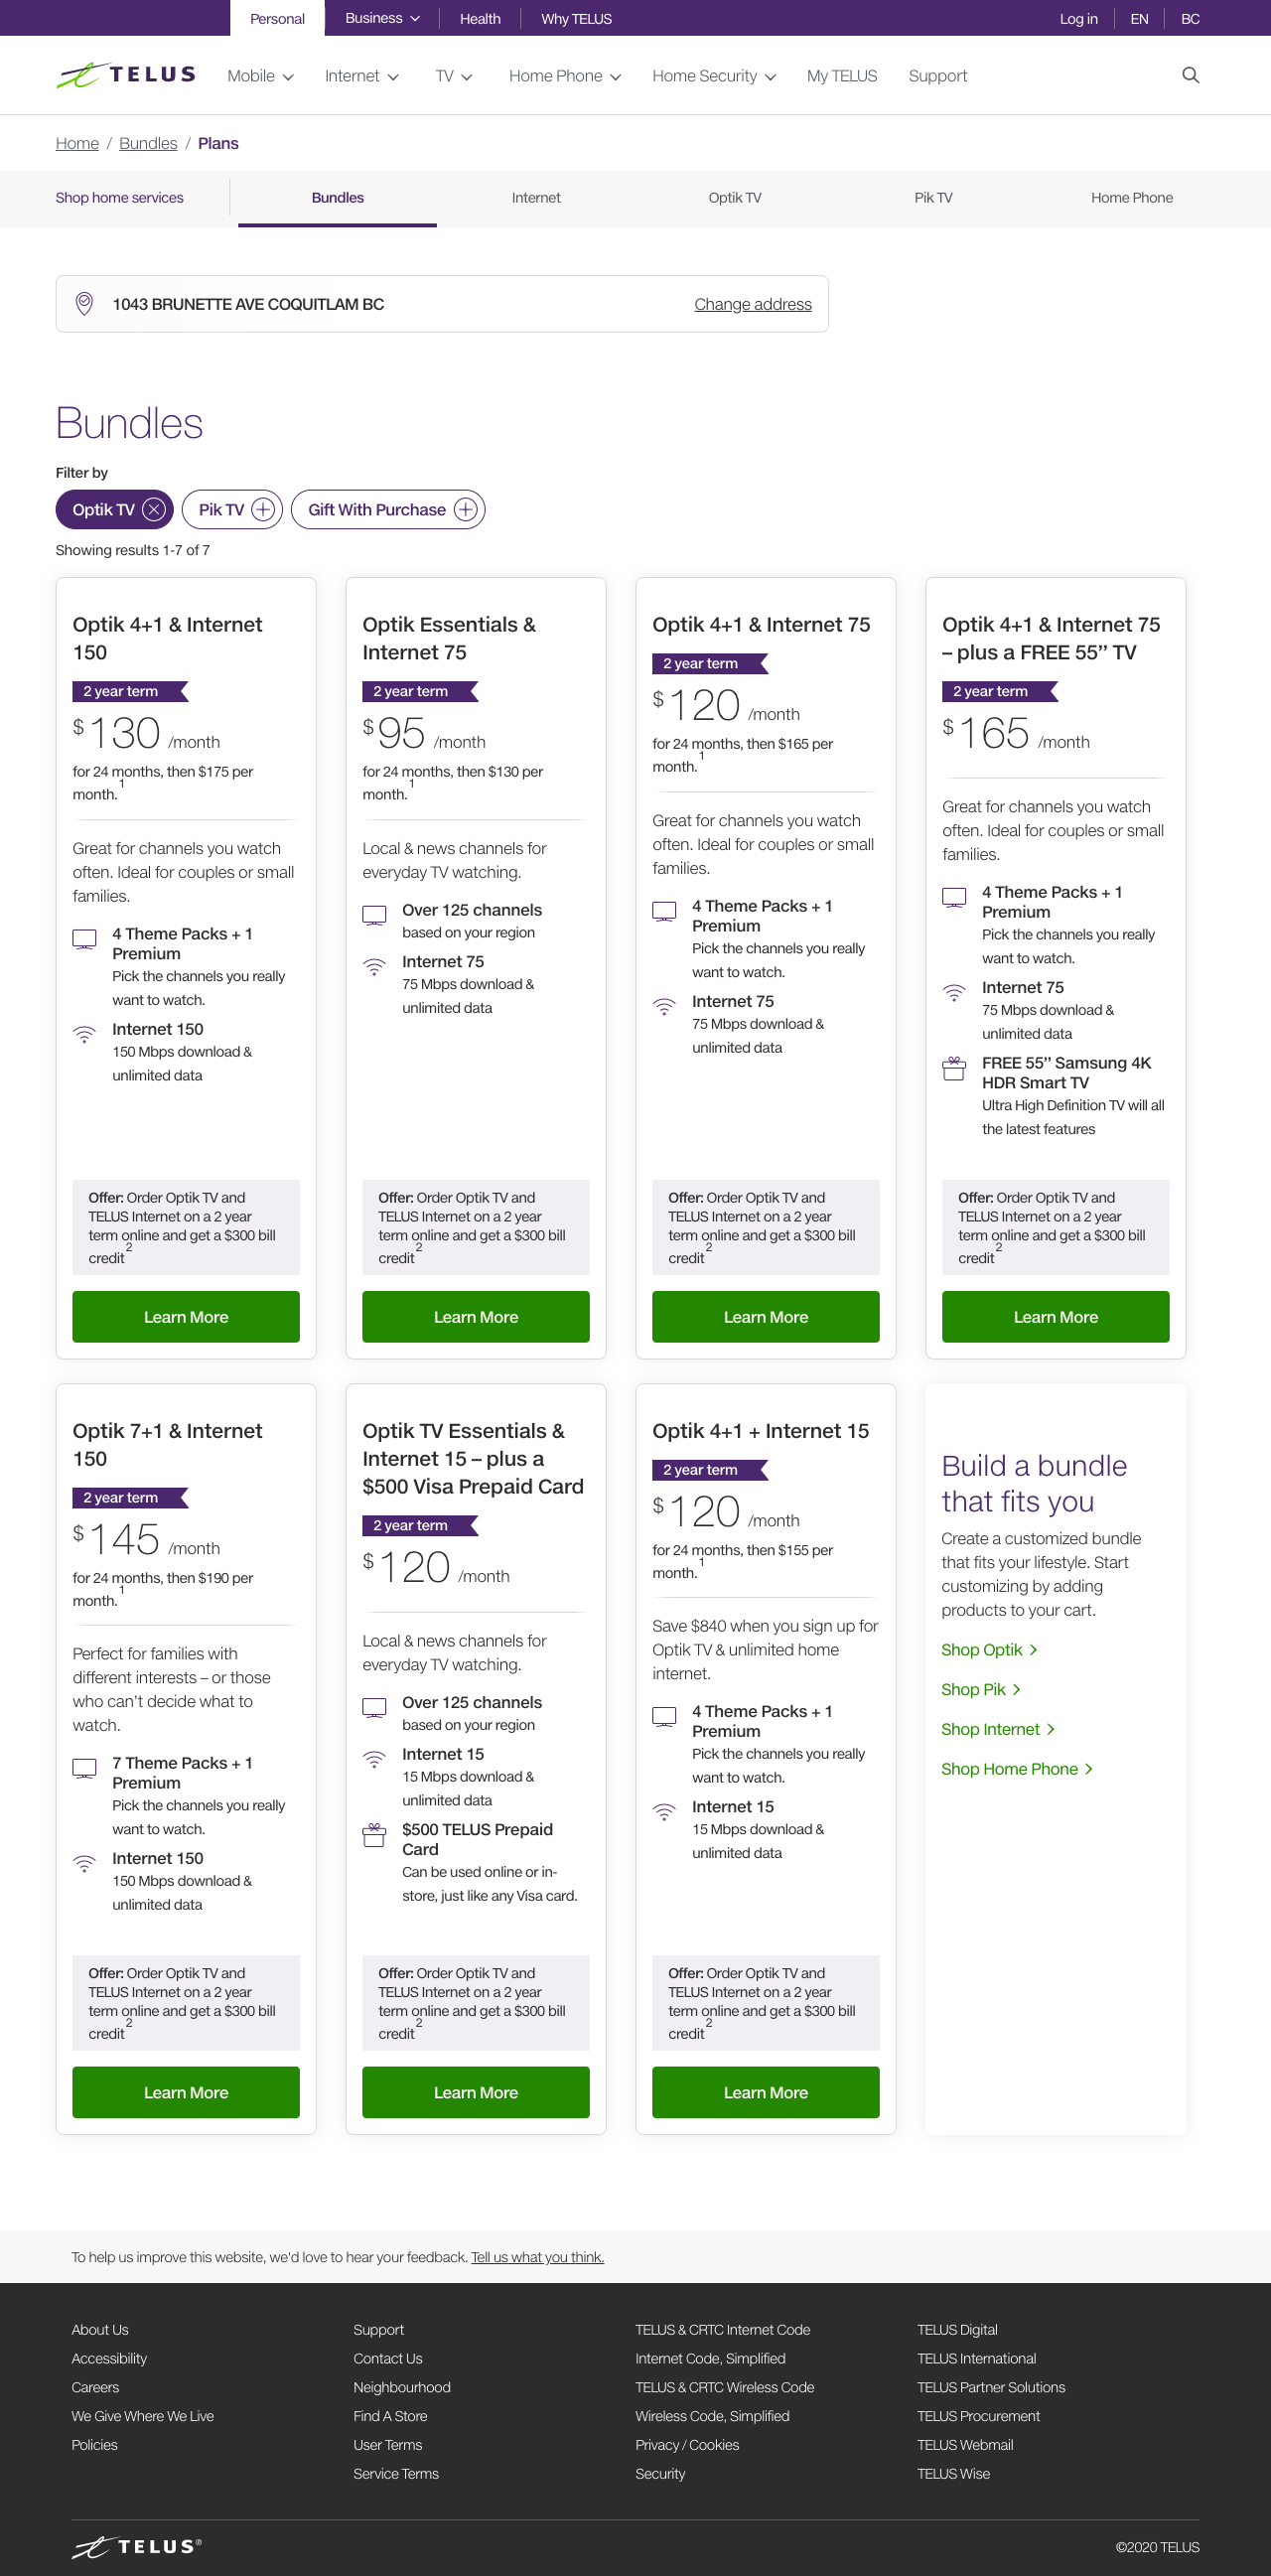 Personal Business Health Why TELUS Log in EN BC
TELUS Mobile Internet TV Home Phone Home Security My TELUS Support
Home / Bundles / Plans
Shop home services Bundles Internet Optik TV Pik TV Home Phone
1043 BRUNETTE AVE COQUITLAM BC Change address
Bundles
Filter by
Optik TV Pik TV Gift With Purchase
Showing results 1-7 of 7
Optik 4+1 & Internet
150
2 year term
$130 /month
for 24 months, then $175 per
month.1
Great for channels you watch
often. Ideal for couples or small
families.
4 Theme Packs + 1
Premium
Pick the channels you really
want to watch.
Internet 150
150 Mbps download &
unlimited data
Offer: Order Optik TV and
TELUS Internet on a 2 year
term online and get a $300 bill
credit2
Learn More
Optik Essentials &
Internet 75
2 year term
$95 /month
for 24 months, then $130 per
month.1
Local & news channels for
everyday TV watching.
Over 125 channels
based on your region
Internet 75
75 Mbps download &
unlimited data
Offer: Order Optik TV and
TELUS Internet on a 2 year
term online and get a $300 bill
credit2
Learn More
Optik 4+1 & Internet 75
2 year term
$120 /month
for 24 months, then $165 per
month.1
Great for channels you watch
often. Ideal for couples or small
families.
4 Theme Packs + 1
Premium
Pick the channels you really
want to watch.
Internet 75
75 Mbps download &
unlimited data
Offer: Order Optik TV and
TELUS Internet on a 2 year
term online and get a $300 bill
credit2
Learn More
Optik 4+1 & Internet 75
– plus a FREE 55” TV
2 year term
$165 /month
Great for channels you watch
often. Ideal for couples or small
families.
4 Theme Packs + 1
Premium
Pick the channels you really
want to watch.
Internet 75
75 Mbps download &
unlimited data
FREE 55” Samsung 4K
HDR Smart TV
Ultra High Definition TV will all
the latest features
Offer: Order Optik TV and
TELUS Internet on a 2 year
term online and get a $300 bill
credit2
Learn More
Optik 7+1 & Internet
150
2 year term
$145 /month
for 24 months, then $190 per
month.1
Perfect for families with
different interests – or those
who can’t decide what to
watch.
7 Theme Packs + 1
Premium
Pick the channels you really
want to watch.
Internet 150
150 Mbps download &
unlimited data
Offer: Order Optik TV and
TELUS Internet on a 2 year
term online and get a $300 bill
credit2
Learn More
Optik TV Essentials &
Internet 15 – plus a
$500 Visa Prepaid Card
2 year term
$120 /month
Local & news channels for
everyday TV watching.
Over 125 channels
based on your region
Internet 15
15 Mbps download &
unlimited data
$500 TELUS Prepaid
Card
Can be used online or in-
store, just like any Visa card.
Offer: Order Optik TV and
TELUS Internet on a 2 year
term online and get a $300 bill
credit2
Learn More
Optik 4+1 + Internet 15
2 year term
$120 /month
for 24 months, then $155 per
month.1
Save $840 when you sign up for
Optik TV & unlimited home
internet.
4 Theme Packs + 1
Premium
Pick the channels you really
want to watch.
Internet 15
15 Mbps download &
unlimited data
Offer: Order Optik TV and
TELUS Internet on a 2 year
term online and get a $300 bill
credit2
Learn More
Build a bundle
that fits you
Create a customized bundle
that fits your lifestyle. Start
customizing by adding
products to your cart.
Shop Optik
Shop Pik
Shop Internet
Shop Home Phone
To help us improve this website, we'd love to hear your feedback. Tell us what you think.
About Us
Accessibility
Careers
We Give Where We Live
Policies
Support
Contact Us
Neighbourhood
Find A Store
User Terms
Service Terms
TELUS & CRTC Internet Code
Internet Code, Simplified
TELUS & CRTC Wireless Code
Wireless Code, Simplified
Privacy / Cookies
Security
TELUS Digital
TELUS International
TELUS Partner Solutions
TELUS Procurement
TELUS Webmail
TELUS Wise
TELUS® ©2020 TELUS